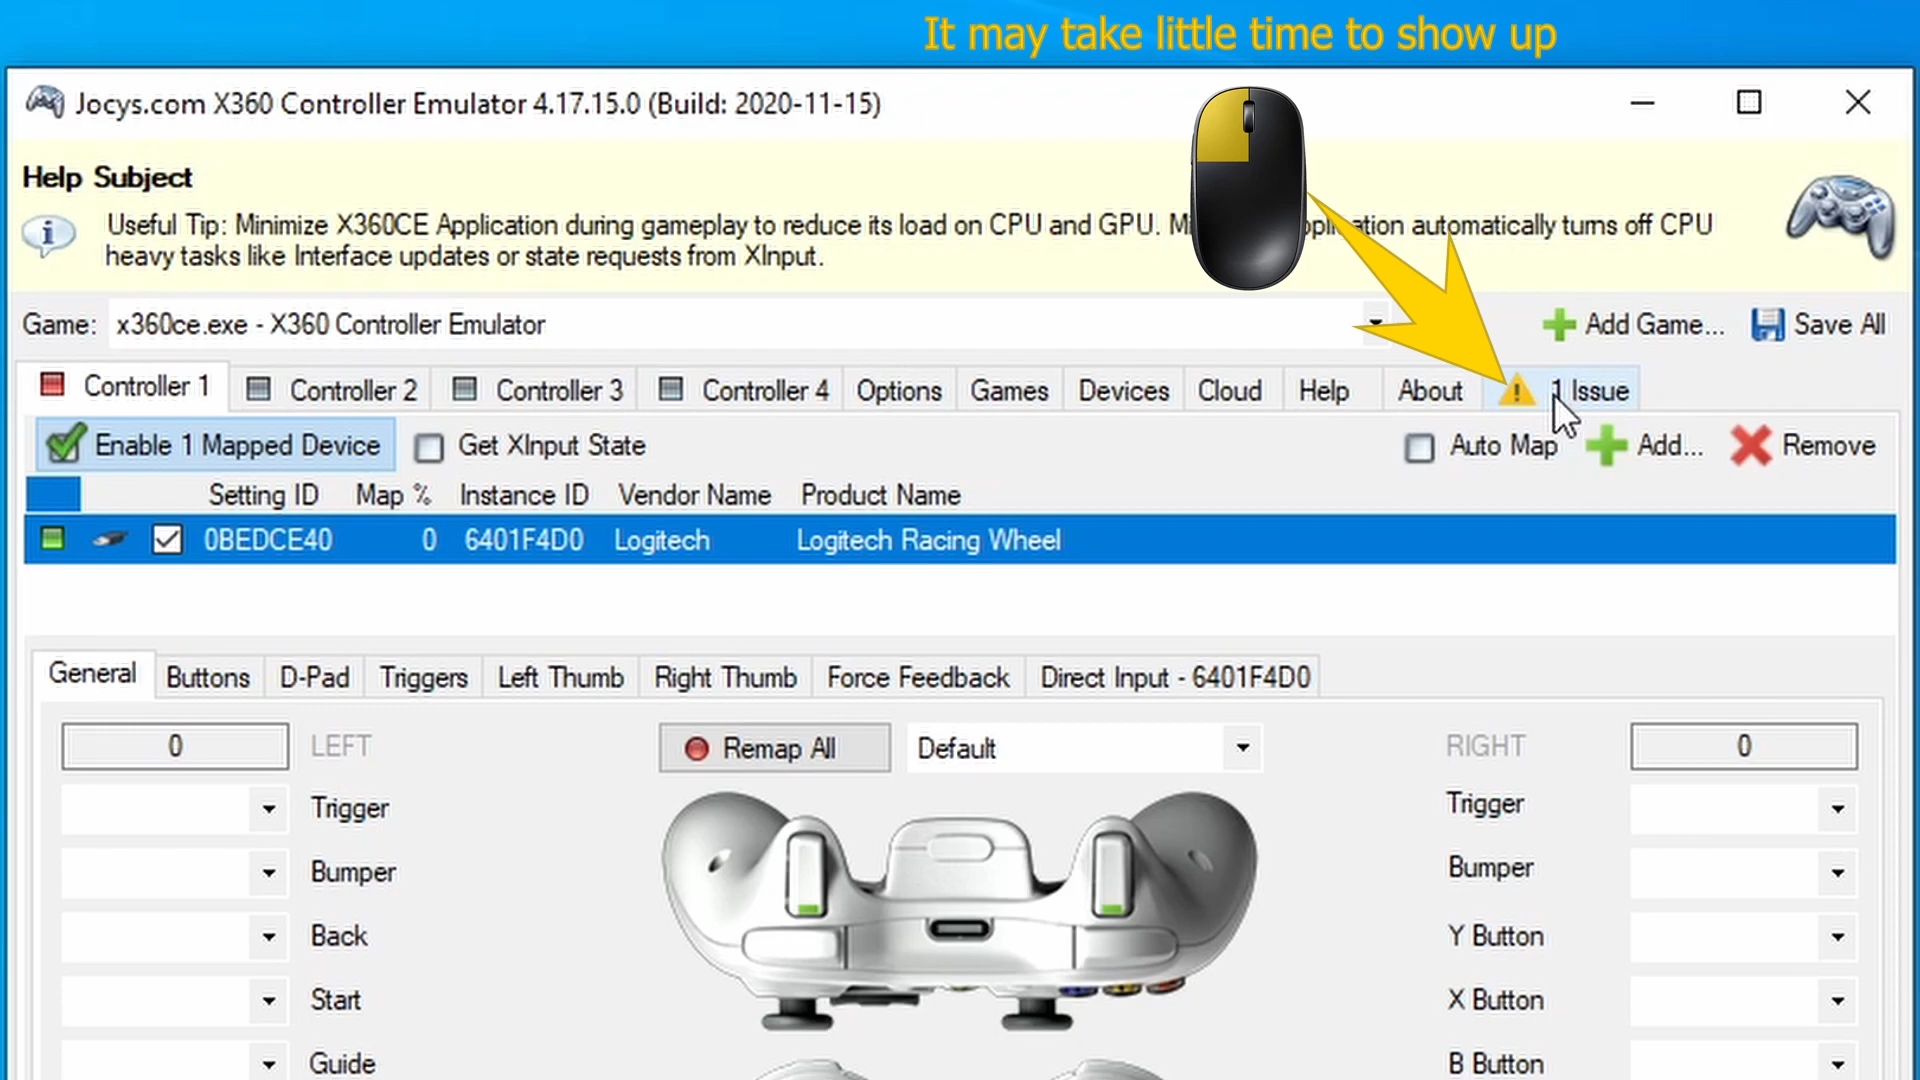 It may take little time to show up
Jocys.com X360 Controller Emulator 4.17.15.0 (Build: 2020-11-15)
Help Subject
Useful Tip: Minimize X360CE Application during gameplay to reduce its load on CPU and GPU. automatically turns off CPU
heavy tasks like Interface updates or state requests from XInput.
Game: x360ce.exe - X360 Controller Emulator Add Game... Save All
Controller 1 Controller 2 Controller 3 Controller 4 Options Games Devices Cloud Help About 1 Issue
Enable 1 Mapped Device Get XInput State Auto Map Add... Remove
Setting ID Map % Instance ID Vendor Name Product Name
0BEDCE40 0 6401F4D0 Logitech Logitech Racing Wheel
General Buttons D-Pad Triggers Left Thumb Right Thumb Force Feedback Direct Input - 6401F4D0
0 LEFT Remap All Default RIGHT 0
Trigger Trigger
Bumper Bumper
Back Y Button
Start X Button
Guide B Button